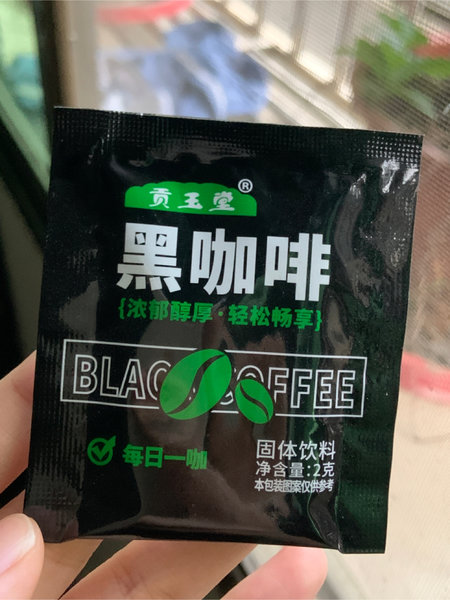 贡玉堂®
黑咖啡
{浓郁醇厚·轻松畅享}
BLAC COFFEE
每日一咖
固体饮料
净含量:2克
本包装图案仅供参考